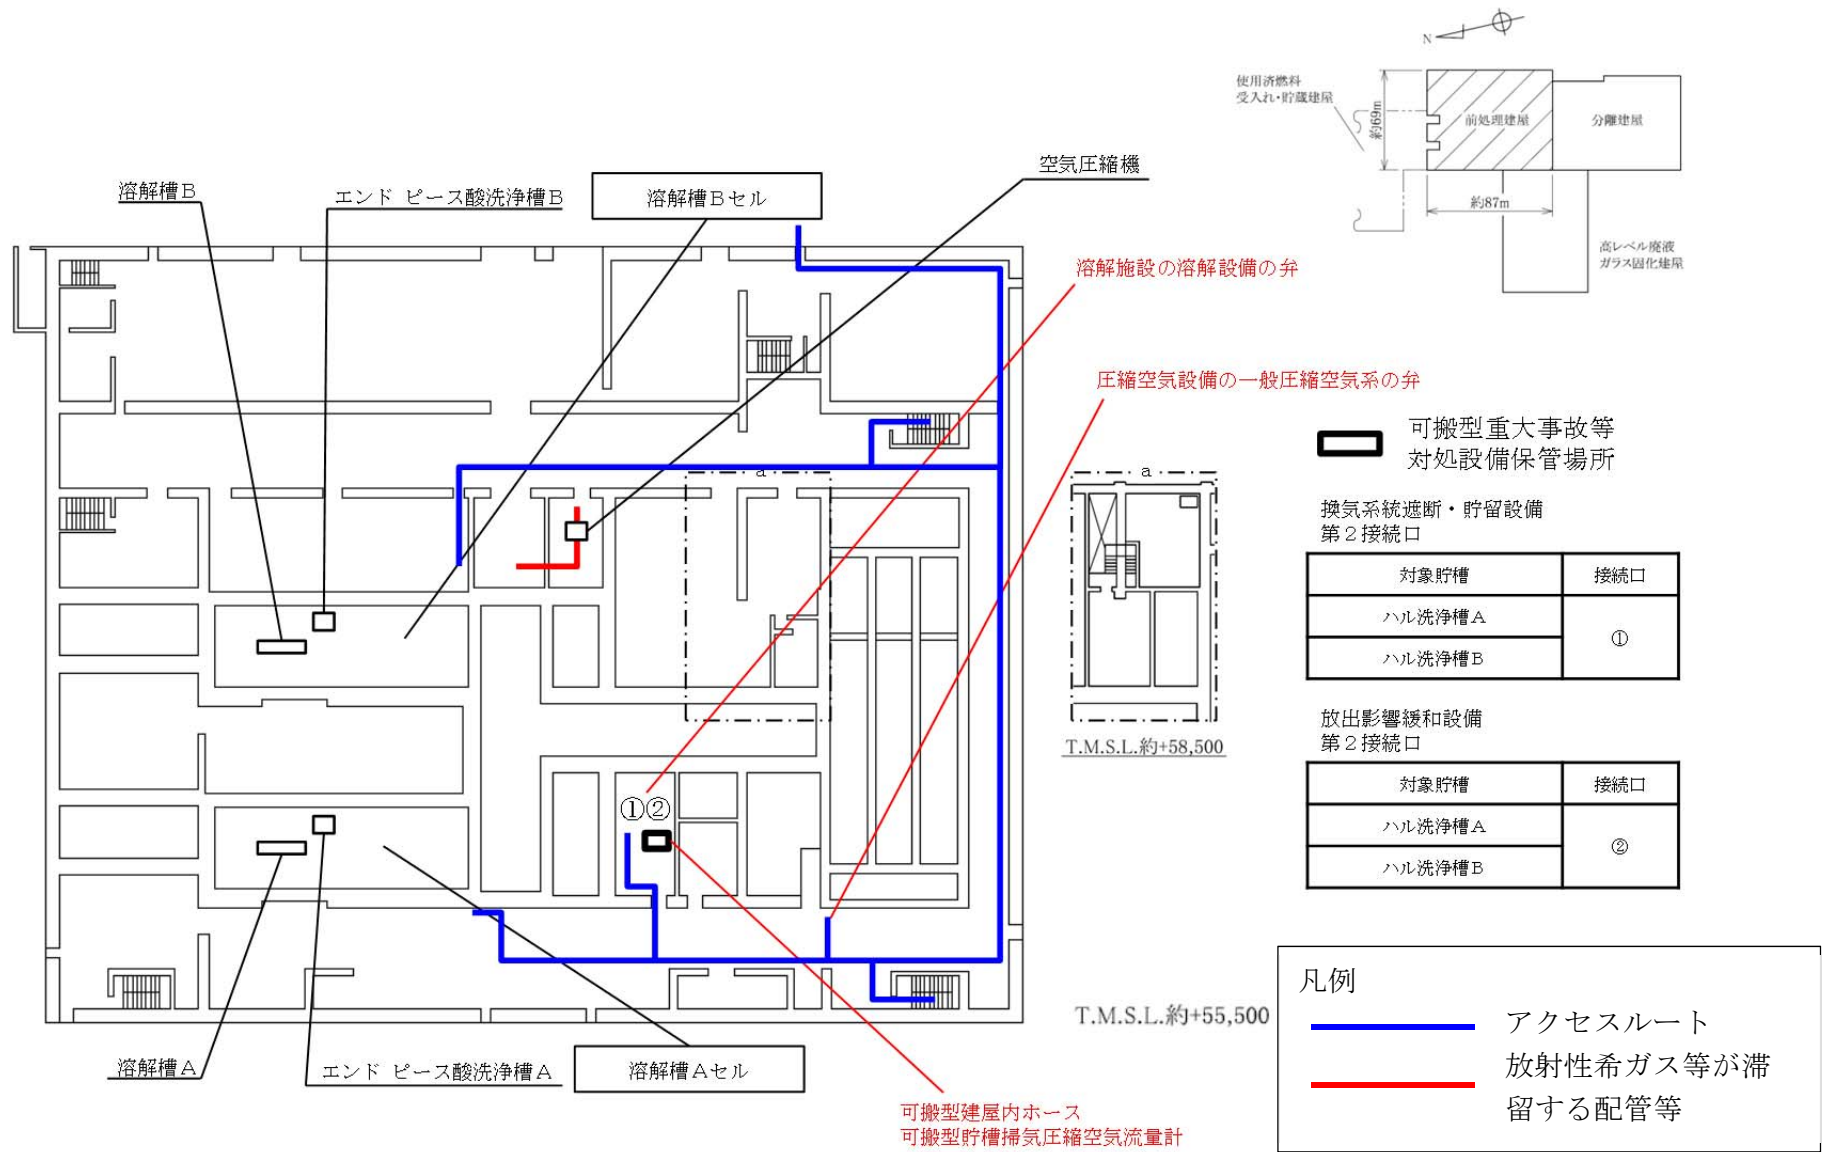 N
使用済燃料
受入れ・貯蔵建屋
約69m
前処理建屋
分離建屋
約87m
高レベル廃液
ガラス固化建屋
空気圧縮機
溶解槽B
エンド ピース酸洗浄槽B
溶解槽Bセル
溶解施設の溶解設備の弁
圧縮空気設備の一般圧縮空気系の弁
可搬型重大事故等
対処設備保管場所
a
a
換気系統遮断・貯留設備
第2接続口
対象貯槽 接続口
ハル洗浄槽A
①
ハル洗浄槽B
放出影響緩和設備
第2接続口
対象貯槽 接続口
ハル洗浄槽A
②
ハル洗浄槽B
T.M.S.L.約+58,500
①②
T.M.S.L.約+55,500
溶解槽A
エンド ピース酸洗浄槽A
溶解槽Aセル
可搬型建屋内ホース
可搬型貯槽掃気圧縮空気流量計
凡例
アクセスルート
放射性希ガス等が滞
留する配管等